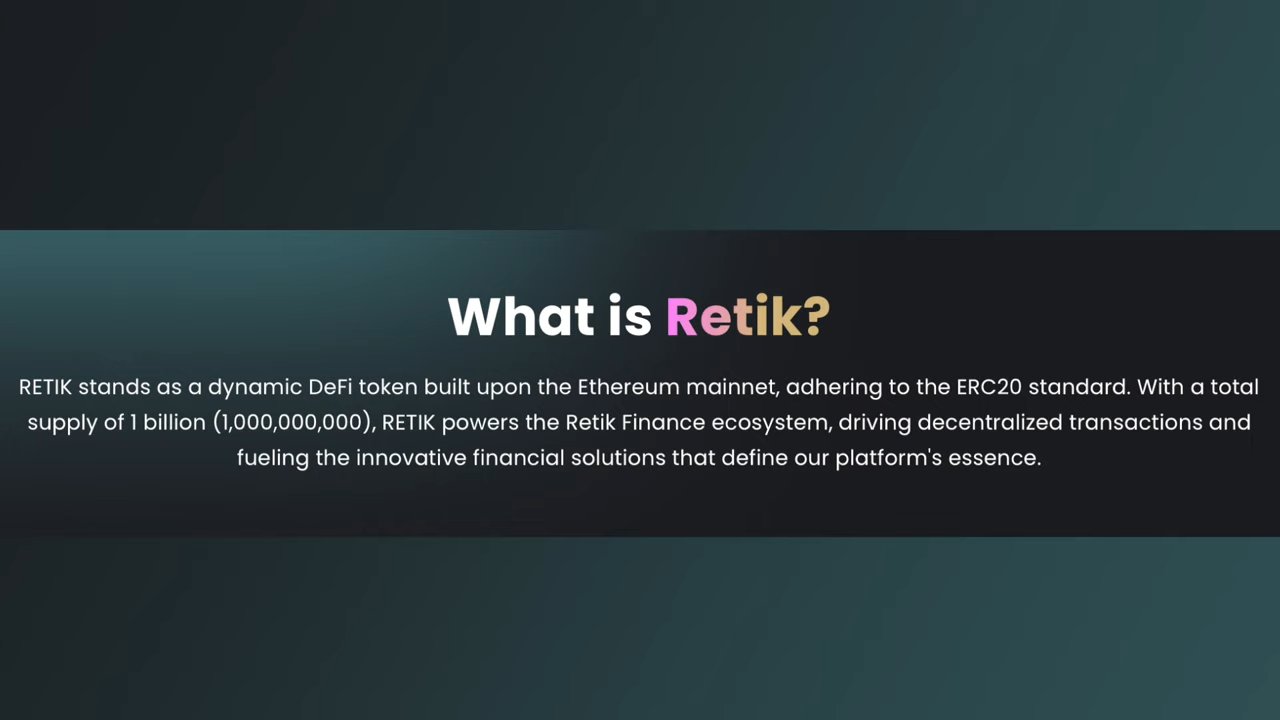 What is Retik?
RETIK stands as a dynamic DeFi token built upon the Ethereum mainnet, adhering to the ERC20 standard. With a total
supply of 1 billion (1,000,000,000), RETIK powers the Retik Finance ecosystem, driving decentralized transactions and
fueling the innovative financial solutions that define our platform's essence.